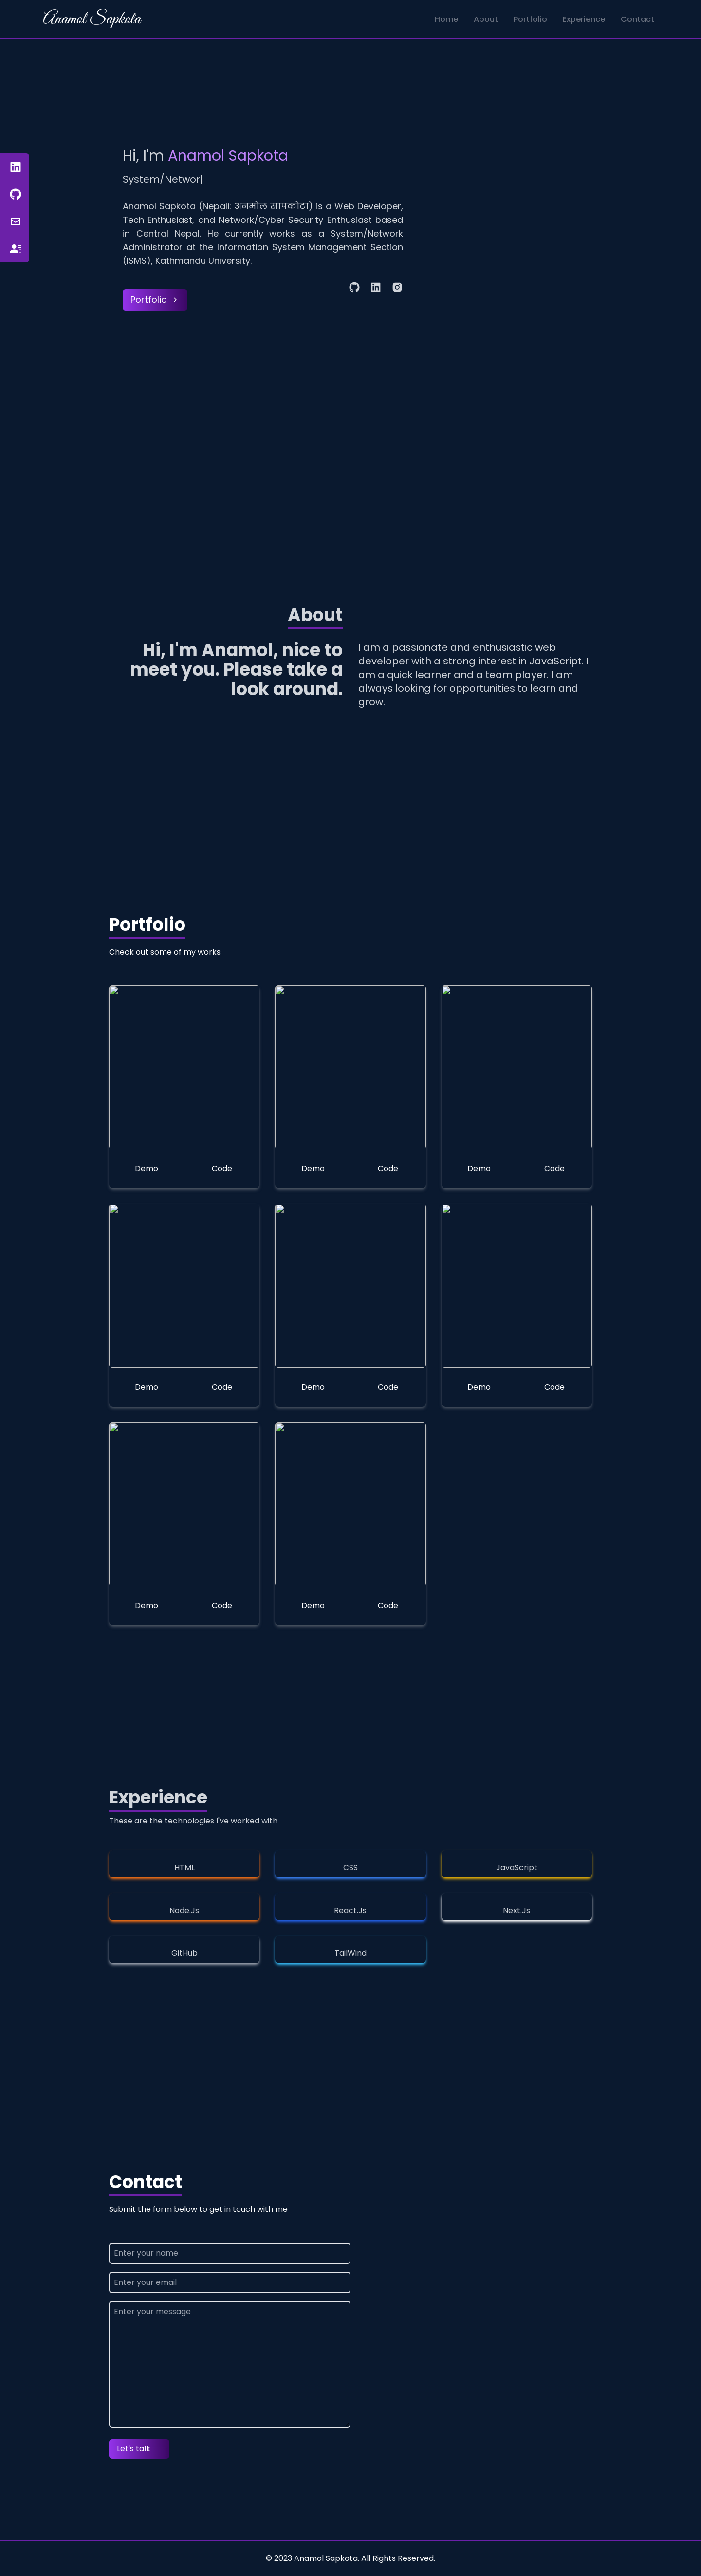 Anamol Sapkota
Home About Portfolio Experience Contact
Hi, I'm Anamol Sapkota
System/Networ|
Anamol Sapkota (Nepali: अनमोल सापकोटा) is a Web Developer,
Tech Enthusiast, and Network/Cyber Security Enthusiast based
in Central Nepal. He currently works as a System/Network
Administrator at the Information System Management Section
(ISMS), Kathmandu University.
Portfolio
About
Hi, I'm Anamol, nice to
meet you. Please take a
look around.
I am a passionate and enthusiastic web
developer with a strong interest in JavaScript. I
am a quick learner and a team player. I am
always looking for opportunities to learn and
grow.
Portfolio
Check out some of my works
Demo Code Demo Code Demo Code
Demo Code Demo Code Demo Code
Demo Code Demo Code
Experience
These are the technologies I've worked with
HTML CSS JavaScript
Node.Js React.Js Next.Js
GitHub TailWind
Contact
Submit the form below to get in touch with me
Enter your name
Enter your email
Enter your message
Let's talk
© 2023 Anamol Sapkota. All Rights Reserved.